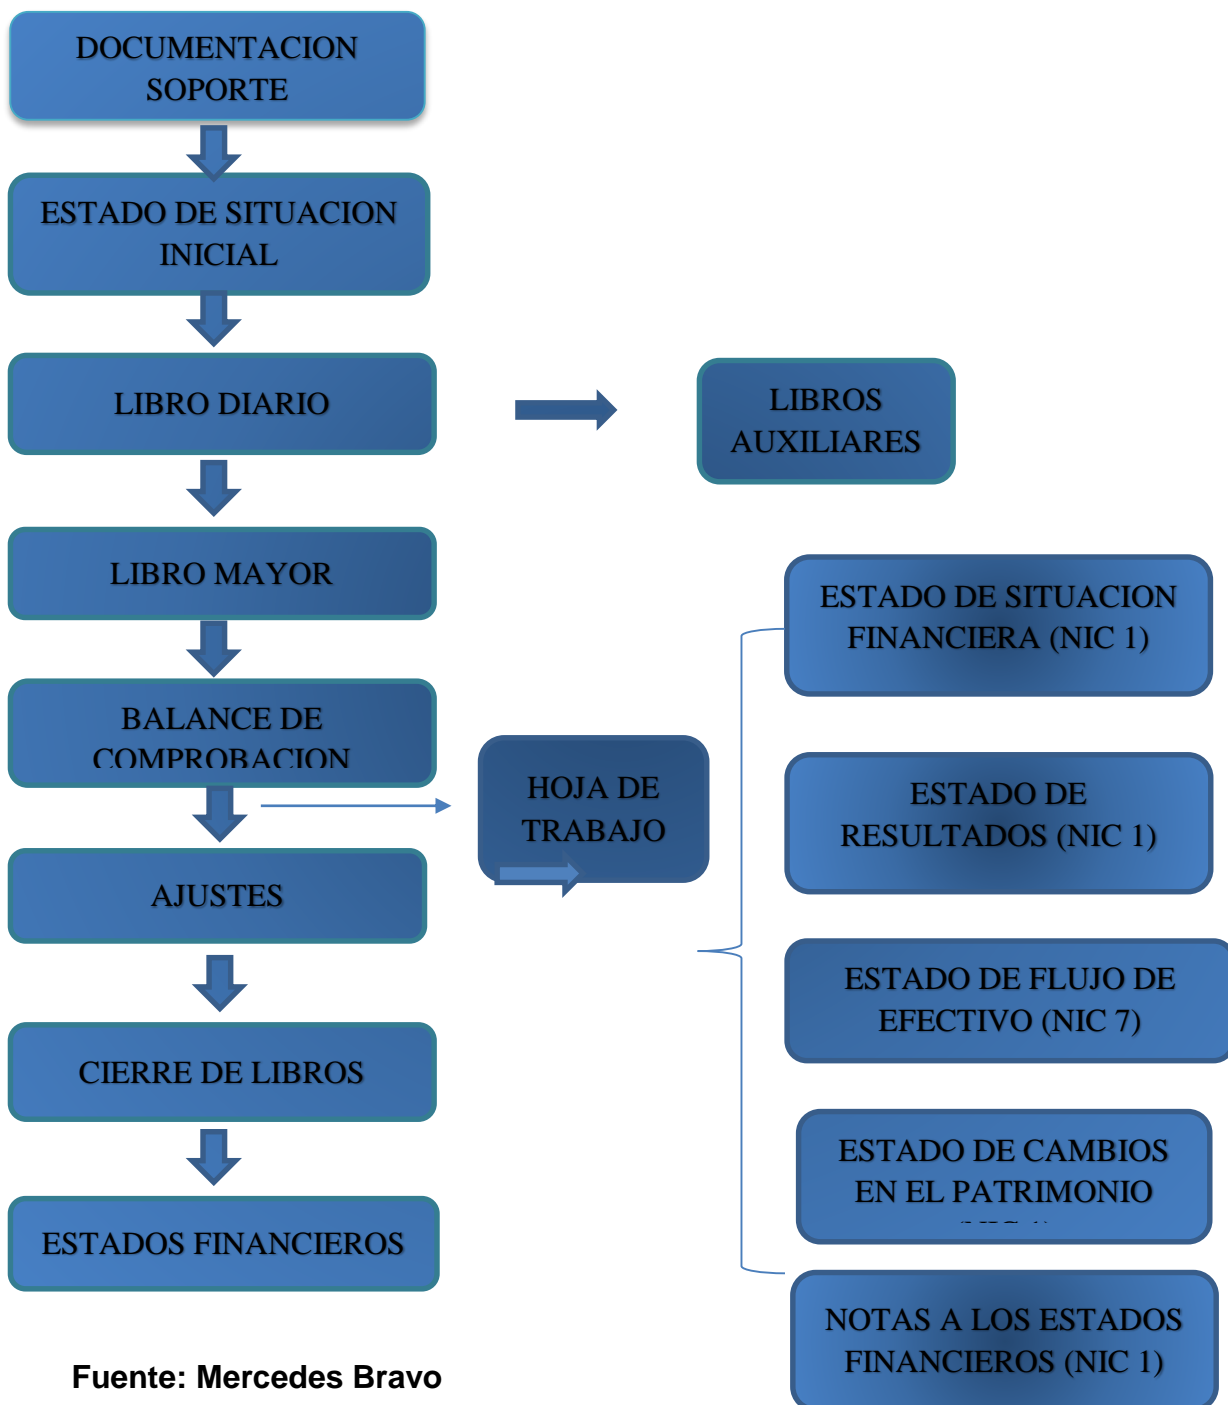 DOCUMENTACION
SOPORTE
ESTADO DE SITUACION
INICIAL
LIBRO DIARIO
LIBROS
AUXILIARES
LIBRO MAYOR
BALANCE DE
COMPROBACION
HOJA DE
TRABAJO
AJUSTES
CIERRE DE LIBROS
ESTADOS FINANCIEROS
ESTADO DE SITUACION
FINANCIERA (NIC 1)
ESTADO DE
RESULTADOS (NIC 1)
ESTADO DE FLUJO DE
EFECTIVO (NIC 7)
ESTADO DE CAMBIOS
EN EL PATRIMONIO
NOTAS A LOS ESTADOS
FINANCIEROS (NIC 1)
Fuente: Mercedes Bravo